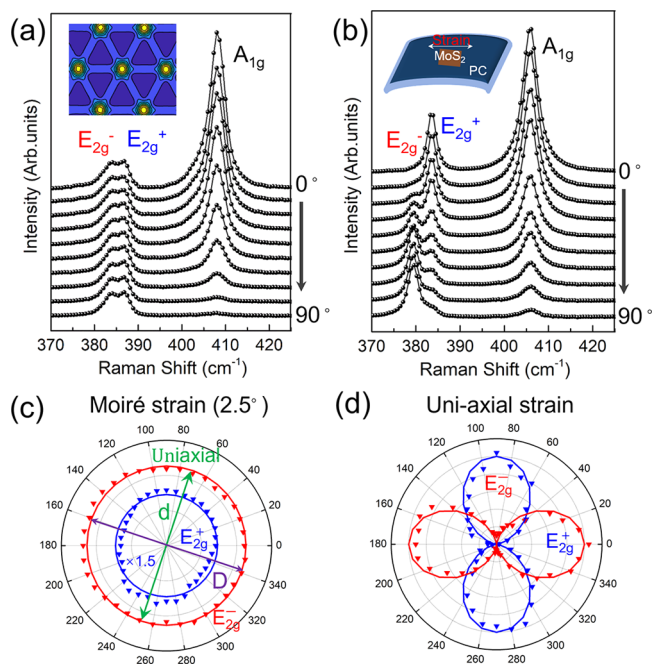 (a)
A1g
E2g- E2g+
0°
90°
Intensity (Arb.units)
370 380 390 400 410 420
Raman Shift (cm-1)
(b)
Strain
MoS2
PC
A1g
E2g- E2g+
0°
90°
Intensity (Arb.units)
370 380 390 400 410 420
Raman Shift (cm-1)
(c)
Moiré strain (2.5°)
Uniaxial
d
E2g+
×1.5
D
E2g−
0
20
40
60
80
100
120
140
160
180
200
220
240
260
280
300
320
340
(d)
Uni-axial strain
E2g−
E2g+
0
20
40
60
80
100
120
140
160
180
200
220
240
260
280
300
320
340